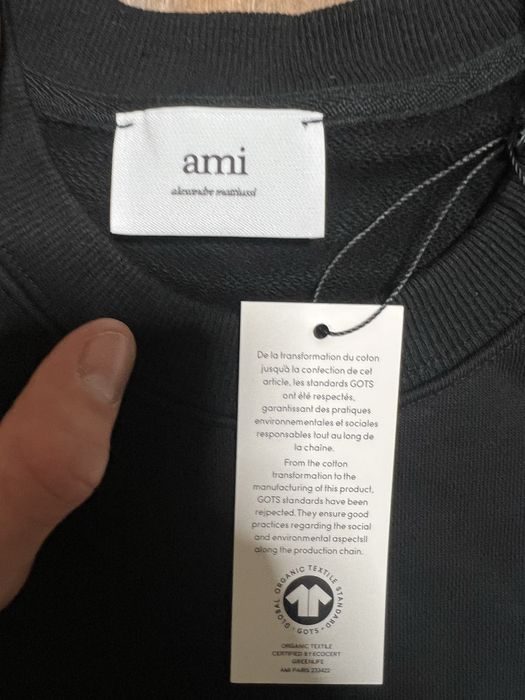 ami
alexandre mattiussi
De la transformation du coton
jusqu'à la confection de cet
article, les standards GOTS
ont été respectés,
garantissant des pratiques
environnementales et sociales
responsables tout au long de
la chaîne.
From the cotton
transformation to the
manufacturing of this product,
GOTS standards have been
rejpected. They ensure good
practices regarding the social
and environmental aspectsll
along the production chain.
GLOBAL ORGANIC TEXTILE STANDARD
· GOTS ·
ORGANIC TEXTILE
CERTIFIED BY ECOCERT
GREENLIFE
AMI PARIS 233422